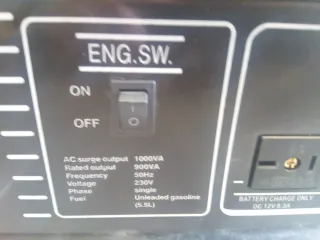 ENG.SW.
ON
OFF
AC surge output 1000VA
Rated output 900VA
Frequency 50Hz
Voltage 230V
Phase single
Fuel Unleaded gasoline
(5.5L)
BATTERY CHARGE ONLY
DC 12V 8.3A